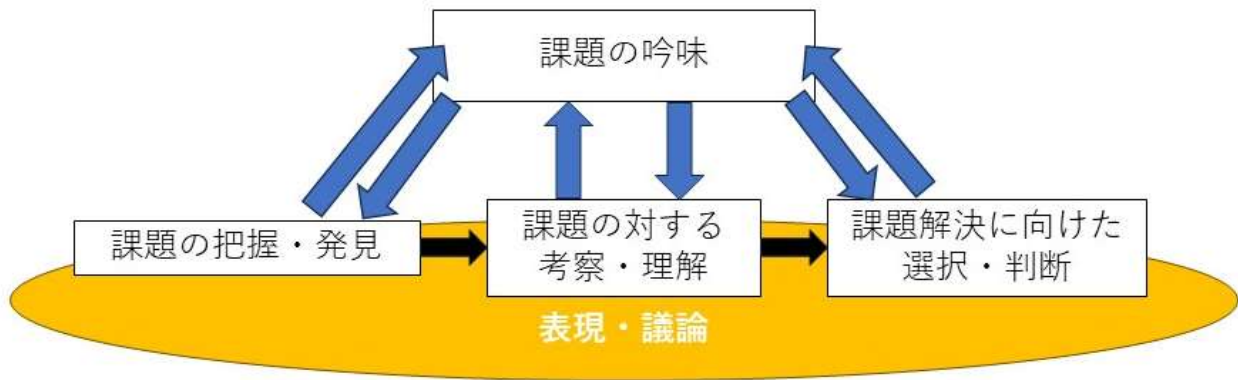 課題の吟味
課題の把握・発見
課題の対する
考察・理解
課題解決に向けた
選択・判断
表現・議論